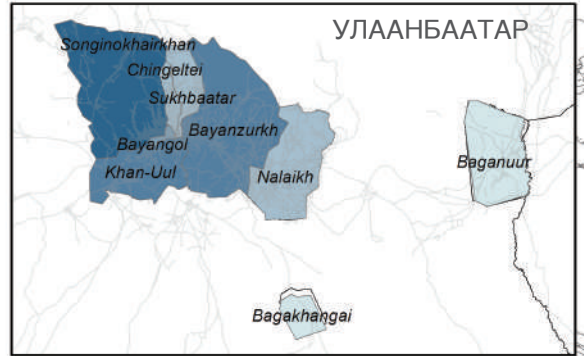 УЛААНБААТАР
Songinokhairkhan
Chingeltei
Sukhbaatar
Bayanzurkh
Bayangol
Khan-Uul
Nalaikh
Baganuur
Bagakhangai